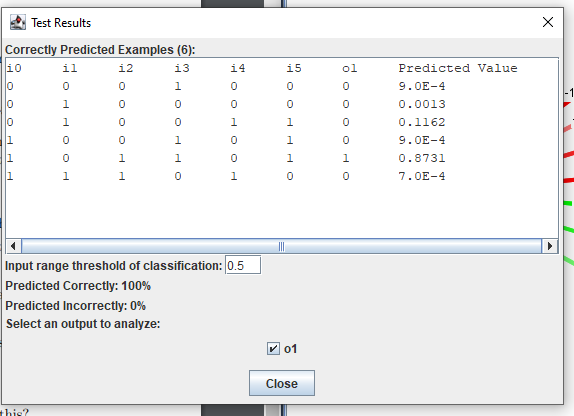 Test Results
Correctly Predicted Examples (6):
i0 i1 i2 i3 i4 i5 o1 Predicted Value
0 0 0 1 0 0 0 9.0E-4
0 1 0 0 0 0 0 0.0013
0 0 0 0 1 1 0 0.1162
1 0 0 1 0 1 0 9.0E-4
1 0 1 1 0 1 1 0.8731
1 1 1 0 1 0 0 7.0E-4
Input range threshold of classification: 0.5
Predicted Correctly: 100%
Predicted Incorrectly: 0%
Select an output to analyze:
o1
Close
-1
this?